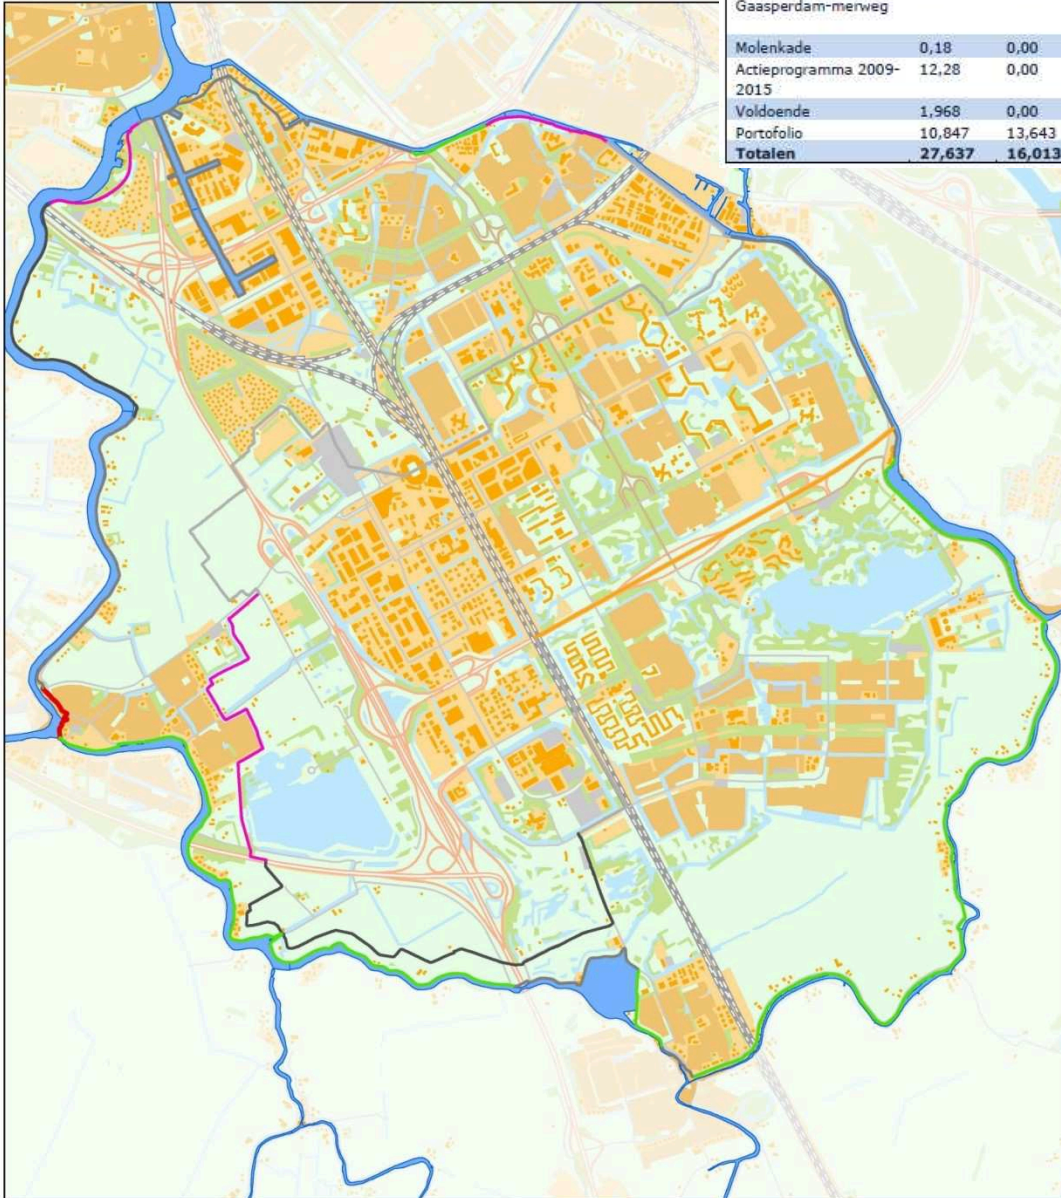 Gaasperdam-merweg
Molenkade 0,18 0,00
Actieprogramma 2009- 12,28 0,00
2015
Voldoende 1,968 0,00
Portofolio 10,847 13,643
Totalen 27,637 16,013